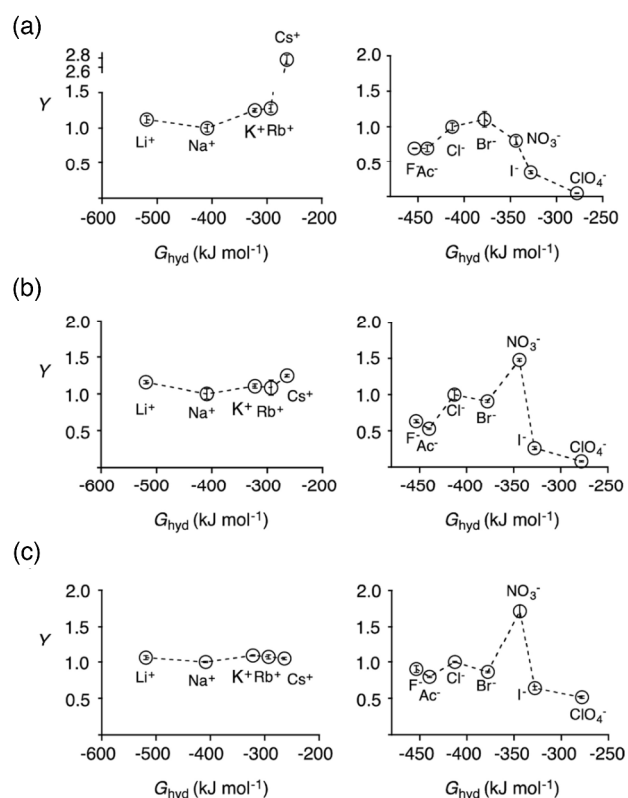 (a)
Y
2.8
2.6
1.5
1.0
0.5
Li⁺ Na⁺ K⁺ Rb⁺ Cs⁺
-600 -500 -400 -300 -200
G_hyd (kJ mol⁻¹)
2.0
1.5
1.0
0.5
F⁻ Ac⁻ Cl⁻ Br⁻ NO₃⁻ I⁻ ClO₄⁻
-450 -400 -350 -300 -250
G_hyd (kJ mol⁻¹)
(b)
Y
2.0
1.5
1.0
0.5
Li⁺ Na⁺ K⁺ Rb⁺ Cs⁺
-600 -500 -400 -300 -200
G_hyd (kJ mol⁻¹)
2.0
1.5
1.0
0.5
F⁻ Ac⁻ Cl⁻ Br⁻ NO₃⁻ I⁻ ClO₄⁻
-450 -400 -350 -300 -250
G_hyd (kJ mol⁻¹)
(c)
Y
2.0
1.5
1.0
0.5
Li⁺ Na⁺ K⁺ Rb⁺ Cs⁺
-600 -500 -400 -300 -200
G_hyd (kJ mol⁻¹)
2.0
1.5
1.0
0.5
F⁻ Ac⁻ Cl⁻ Br⁻ NO₃⁻ I⁻ ClO₄⁻
-450 -400 -350 -300 -250
G_hyd (kJ mol⁻¹)